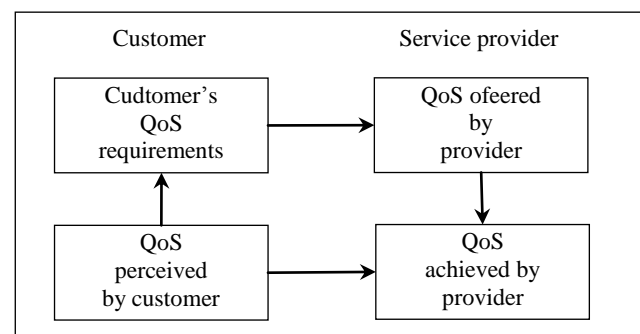 Customer
Service provider
Cudtomer's
QoS
requirements
QoS ofeered
by
provider
QoS
perceived
by customer
QoS
achieved by
provider